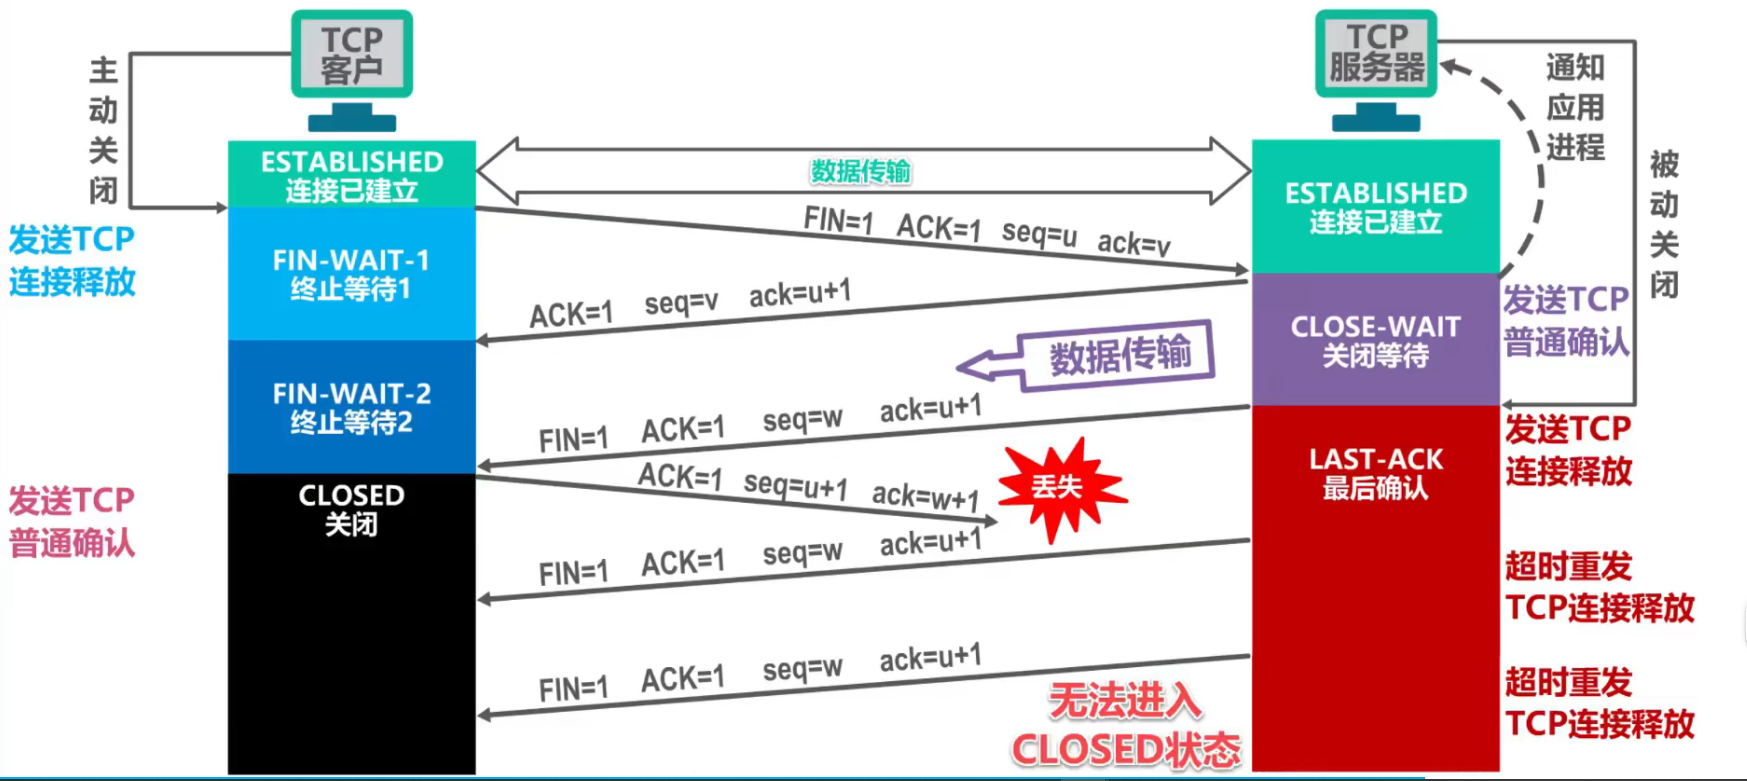 TCP
客户
TCP
服务器
主动关闭
通知
应用
进程
被动关闭
ESTABLISHED
连接已建立
数据传输
ESTABLISHED
连接已建立
FIN=1 ACK=1 seq=u ack=v
发送TCP
连接释放
FIN-WAIT-1
终止等待1
ACK=1 seq=v ack=u+1
CLOSE-WAIT
关闭等待
发送TCP
普通确认
数据传输
FIN-WAIT-2
终止等待2
FIN=1 ACK=1 seq=w ack=u+1
发送TCP
连接释放
LAST-ACK
最后确认
ACK=1 seq=u+1 ack=w+1
丢失
发送TCP
普通确认
CLOSED
关闭
FIN=1 ACK=1 seq=w ack=u+1
超时重发
TCP连接释放
FIN=1 ACK=1 seq=w ack=u+1
超时重发
TCP连接释放
无法进入
CLOSED状态